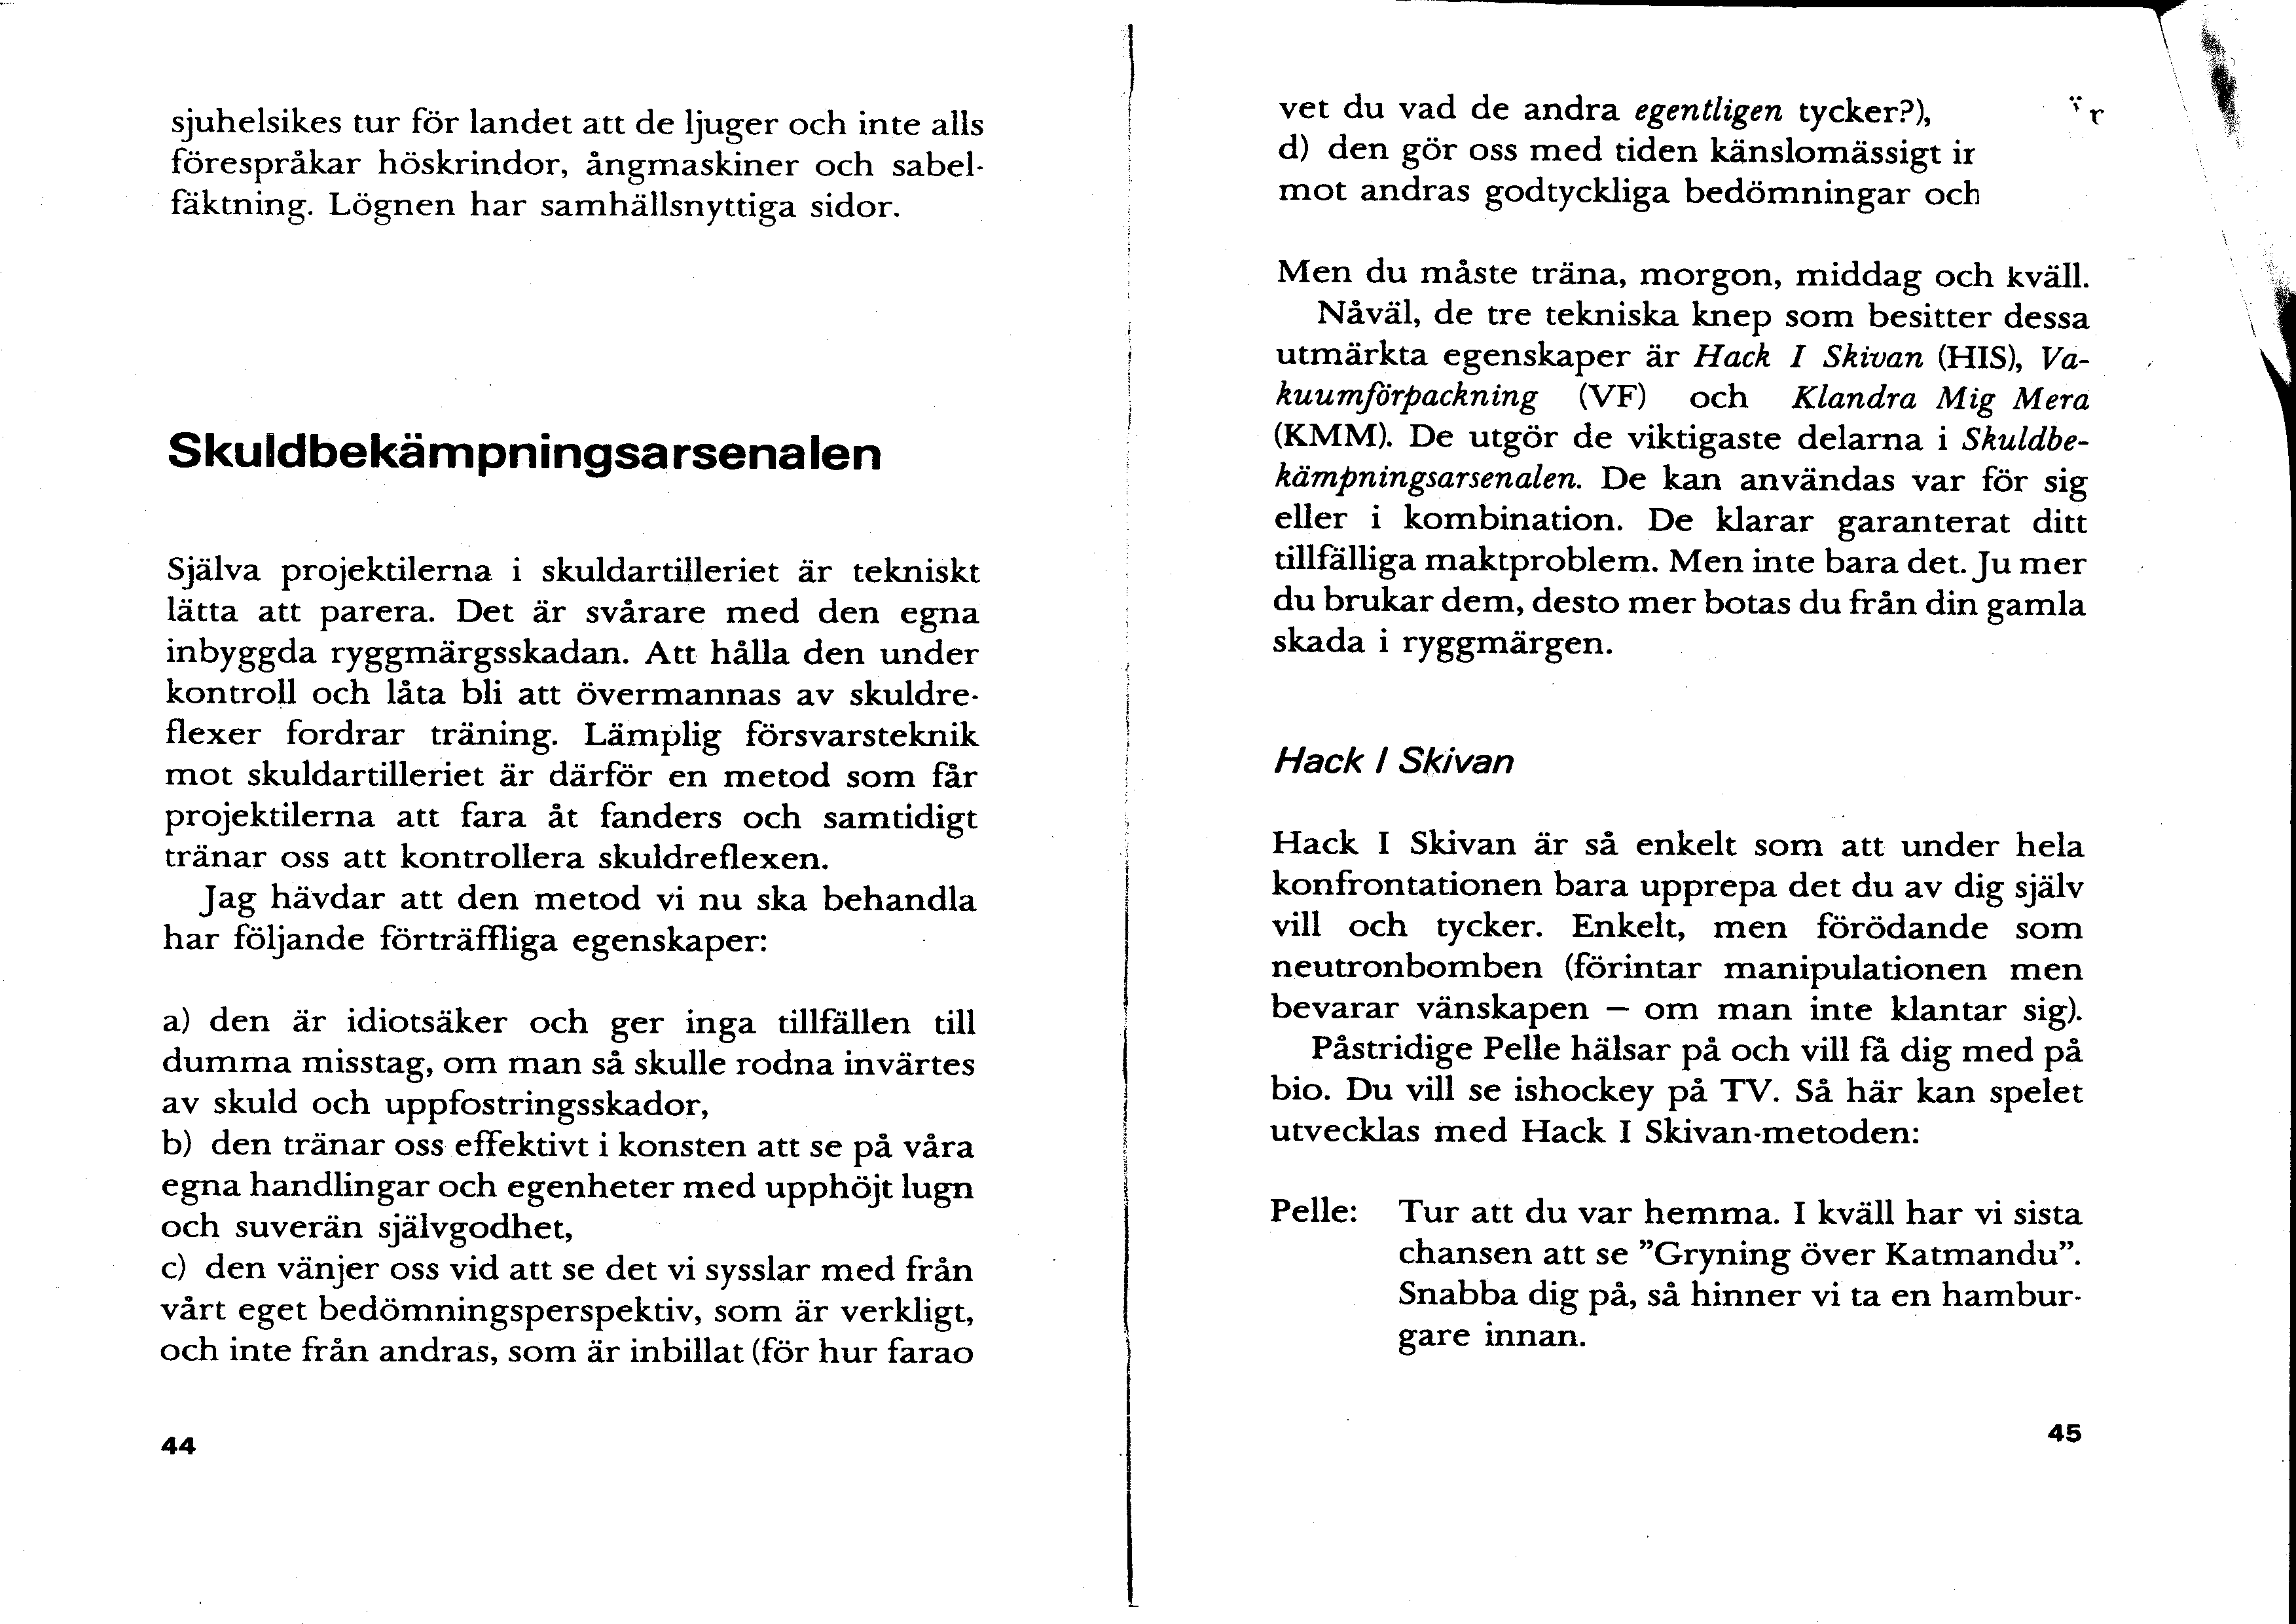 sjuhelsikes tur för landet att de ljuger och inte alls
förespråkar höskrindor, ångmaskiner och sabel-
fäktning. Lögnen har samhällsnyttiga sidor.
Skuldbekämpningsarsenalen
Själva projektilerna i skuldartilleriet är tekniskt
lätta att parera. Det är svårare med den egna
inbyggda ryggmärgsskadan. Att hålla den under
kontroll och låta bli att övermannas av skuldre-
flexer fordrar träning. Lämplig försvarsteknik
mot skuldartilleriet är därför en metod som får
projektilerna att fara åt fanders och samtidigt
tränar oss att kontrollera skuldreflexen.
Jag hävdar att den metod vi nu ska behandla
har följande förträffliga egenskaper:
a) den är idiotsäker och ger inga tillfällen till
dumma misstag, om man så skulle rodna invärtes
av skuld och uppfostringsskador,
b) den tränar oss effektivt i konsten att se på våra
egna handlingar och egenheter med upphöjt lugn
och suverän självgodhet,
c) den vänjer oss vid att se det vi sysslar med från
vårt eget bedömningsperspektiv, som är verkligt,
och inte från andras, som är inbillat (för hur farao
44
vet du vad de andra egentligen tycker?),
d) den gör oss med tiden känslomässigt
mot andras godtyckliga bedömningar och
Men du måste träna, morgon, middag och kväll.
Nåväl, de tre tekniska knep som besitter dessa
utmärkta egenskaper är Hack I Skivan (HIS), Va-
kuumförpackning (VF) och Klandra Mig Mera
(KMM). De utgör de viktigaste delarna i Skuldbe-
kämpningsarsenalen. De kan användas var för sig
eller i kombination. De klarar garanterat ditt
tillfälliga maktproblem. Men inte bara det. Ju mer
du brukar dem, desto mer botas du från din gamla
skada i ryggmärgen.
Hack I Skivan
Hack I Skivan är så enkelt som att under hela
konfrontationen bara upprepa det du av dig själv
vill och tycker. Enkelt, men förödande som
neutronbomben (förintar manipulationen men
bevarar vänskapen – om man inte klantar sig).
Påstridige Pelle hälsar på och vill få dig med på
bio. Du vill se ishockey på TV. Så här kan spelet
utvecklas med Hack I Skivan-metoden:
Pelle: Tur att du var hemma. I kväll har vi sista
chansen att se ”Gryning över Katmandu”.
Snabba dig på, så hinner vi ta en hambur-
gare innan.
45